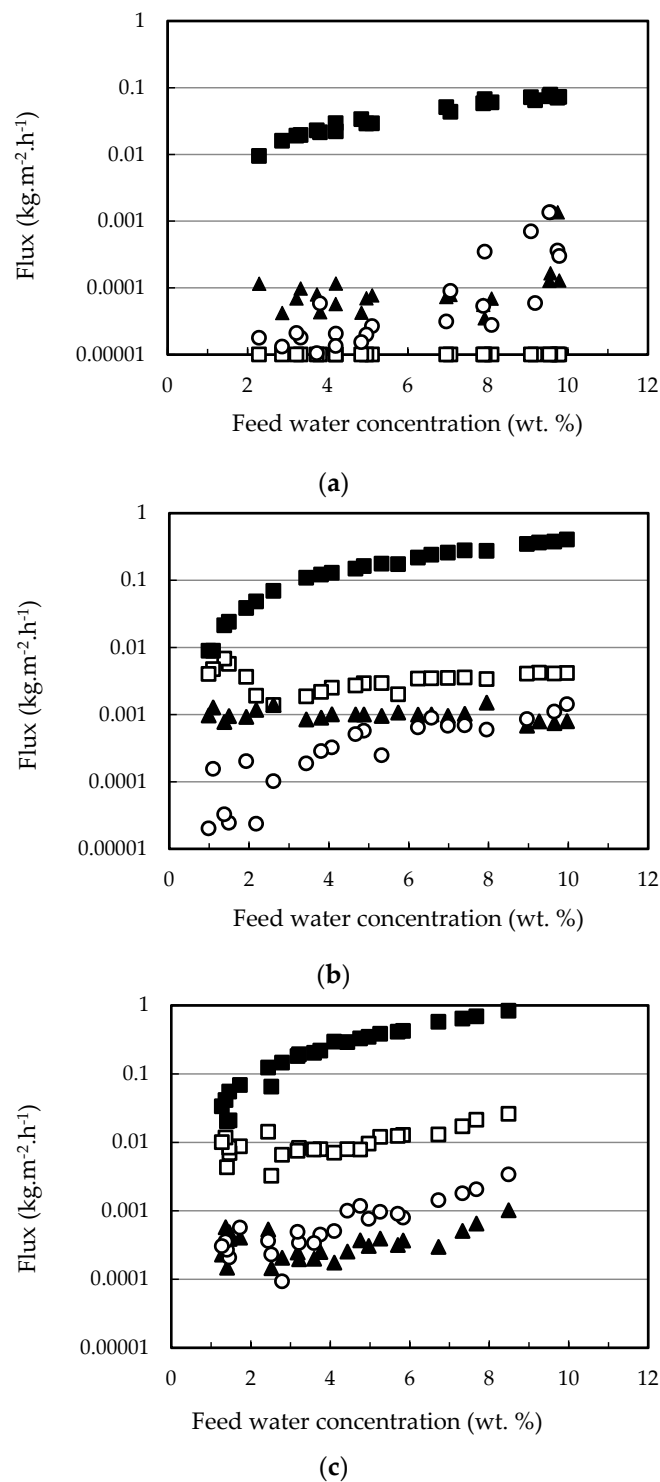 1
0.1
0.01
0.001
0.0001
0.00001
Flux (kg.m⁻².h⁻¹)
0 2 4 6 8 10 12
Feed water concentration (wt. %)
(a)
1
0.1
0.01
0.001
0.0001
0.00001
Flux (kg.m⁻².h⁻¹)
0 2 4 6 8 10 12
Feed water concentration (wt. %)
(b)
1
0.1
0.01
0.001
0.0001
0.00001
Flux (kg.m⁻².h⁻¹)
0 2 4 6 8 10 12
Feed water concentration (wt. %)
(c)